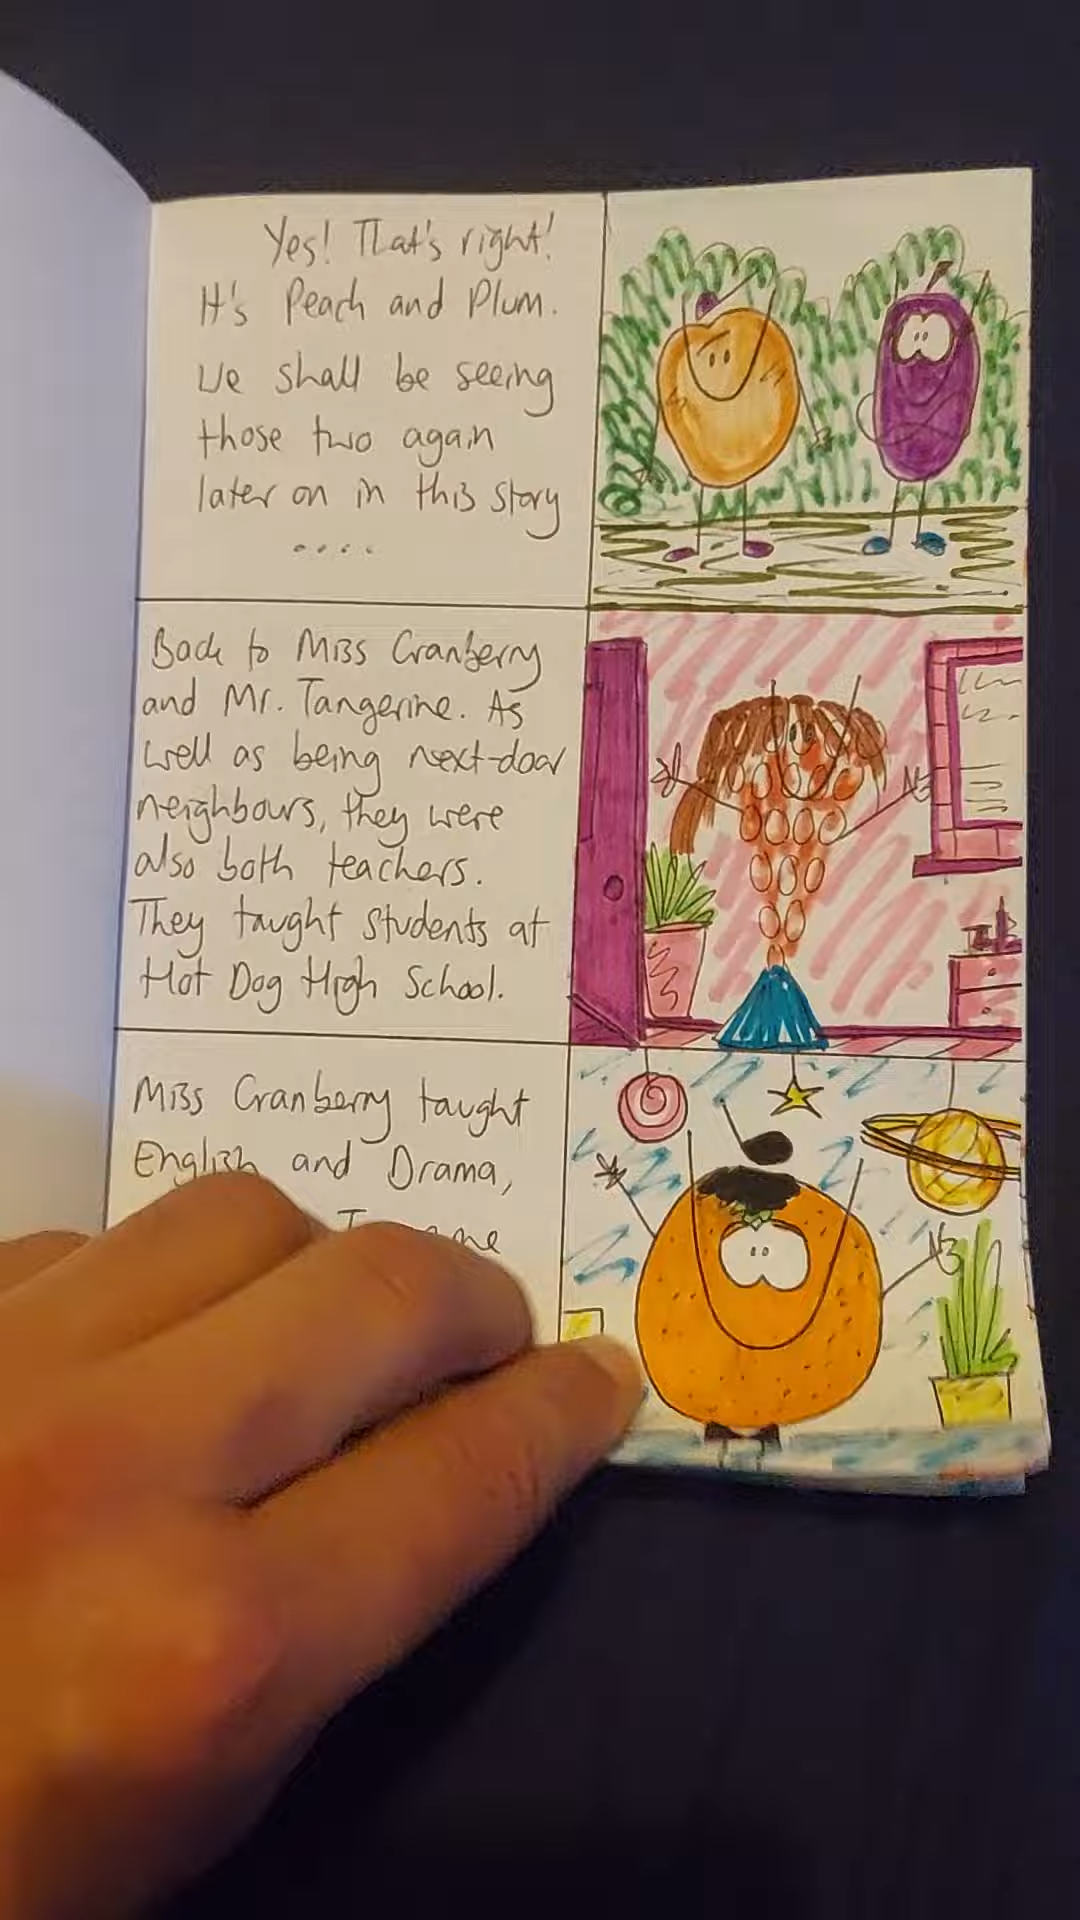 Yes! That's right!
It's Peach and Plum.
We shall be seeing
those two again
later on in this story
....
Back to Miss Cranberry
and Mr. Tangerine. As
well as being next-door
neighbours, they were
also both teachers.
They taught students at
Hot Dog High School.
Miss Cranberry taught
English and Drama,